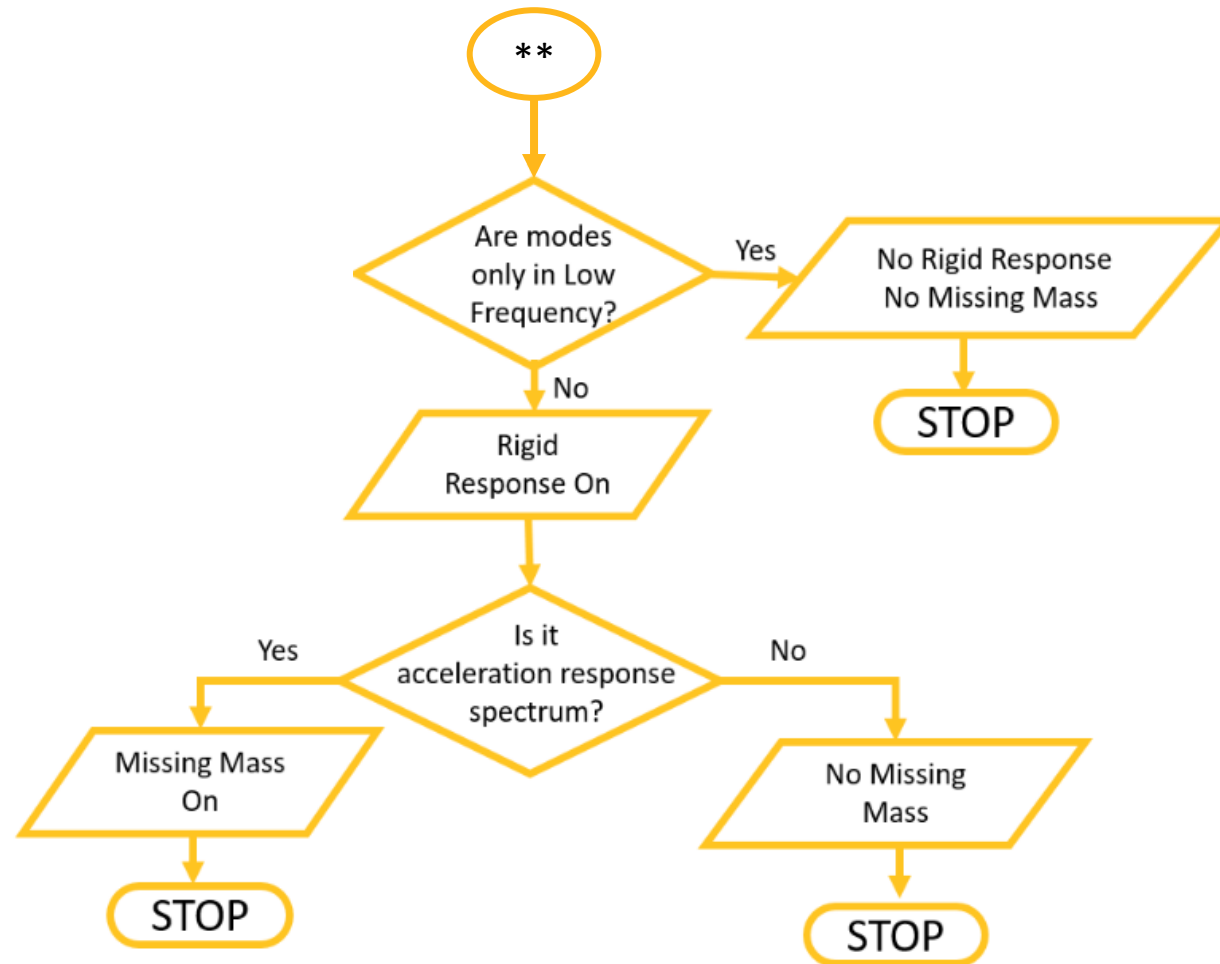 **
Are modes
only in Low
Frequency?
Yes
No Rigid Response
No Missing Mass
STOP
No
Rigid
Response On
Is it
acceleration response
spectrum?
Yes
No
Missing Mass
On
No Missing
Mass
STOP
STOP